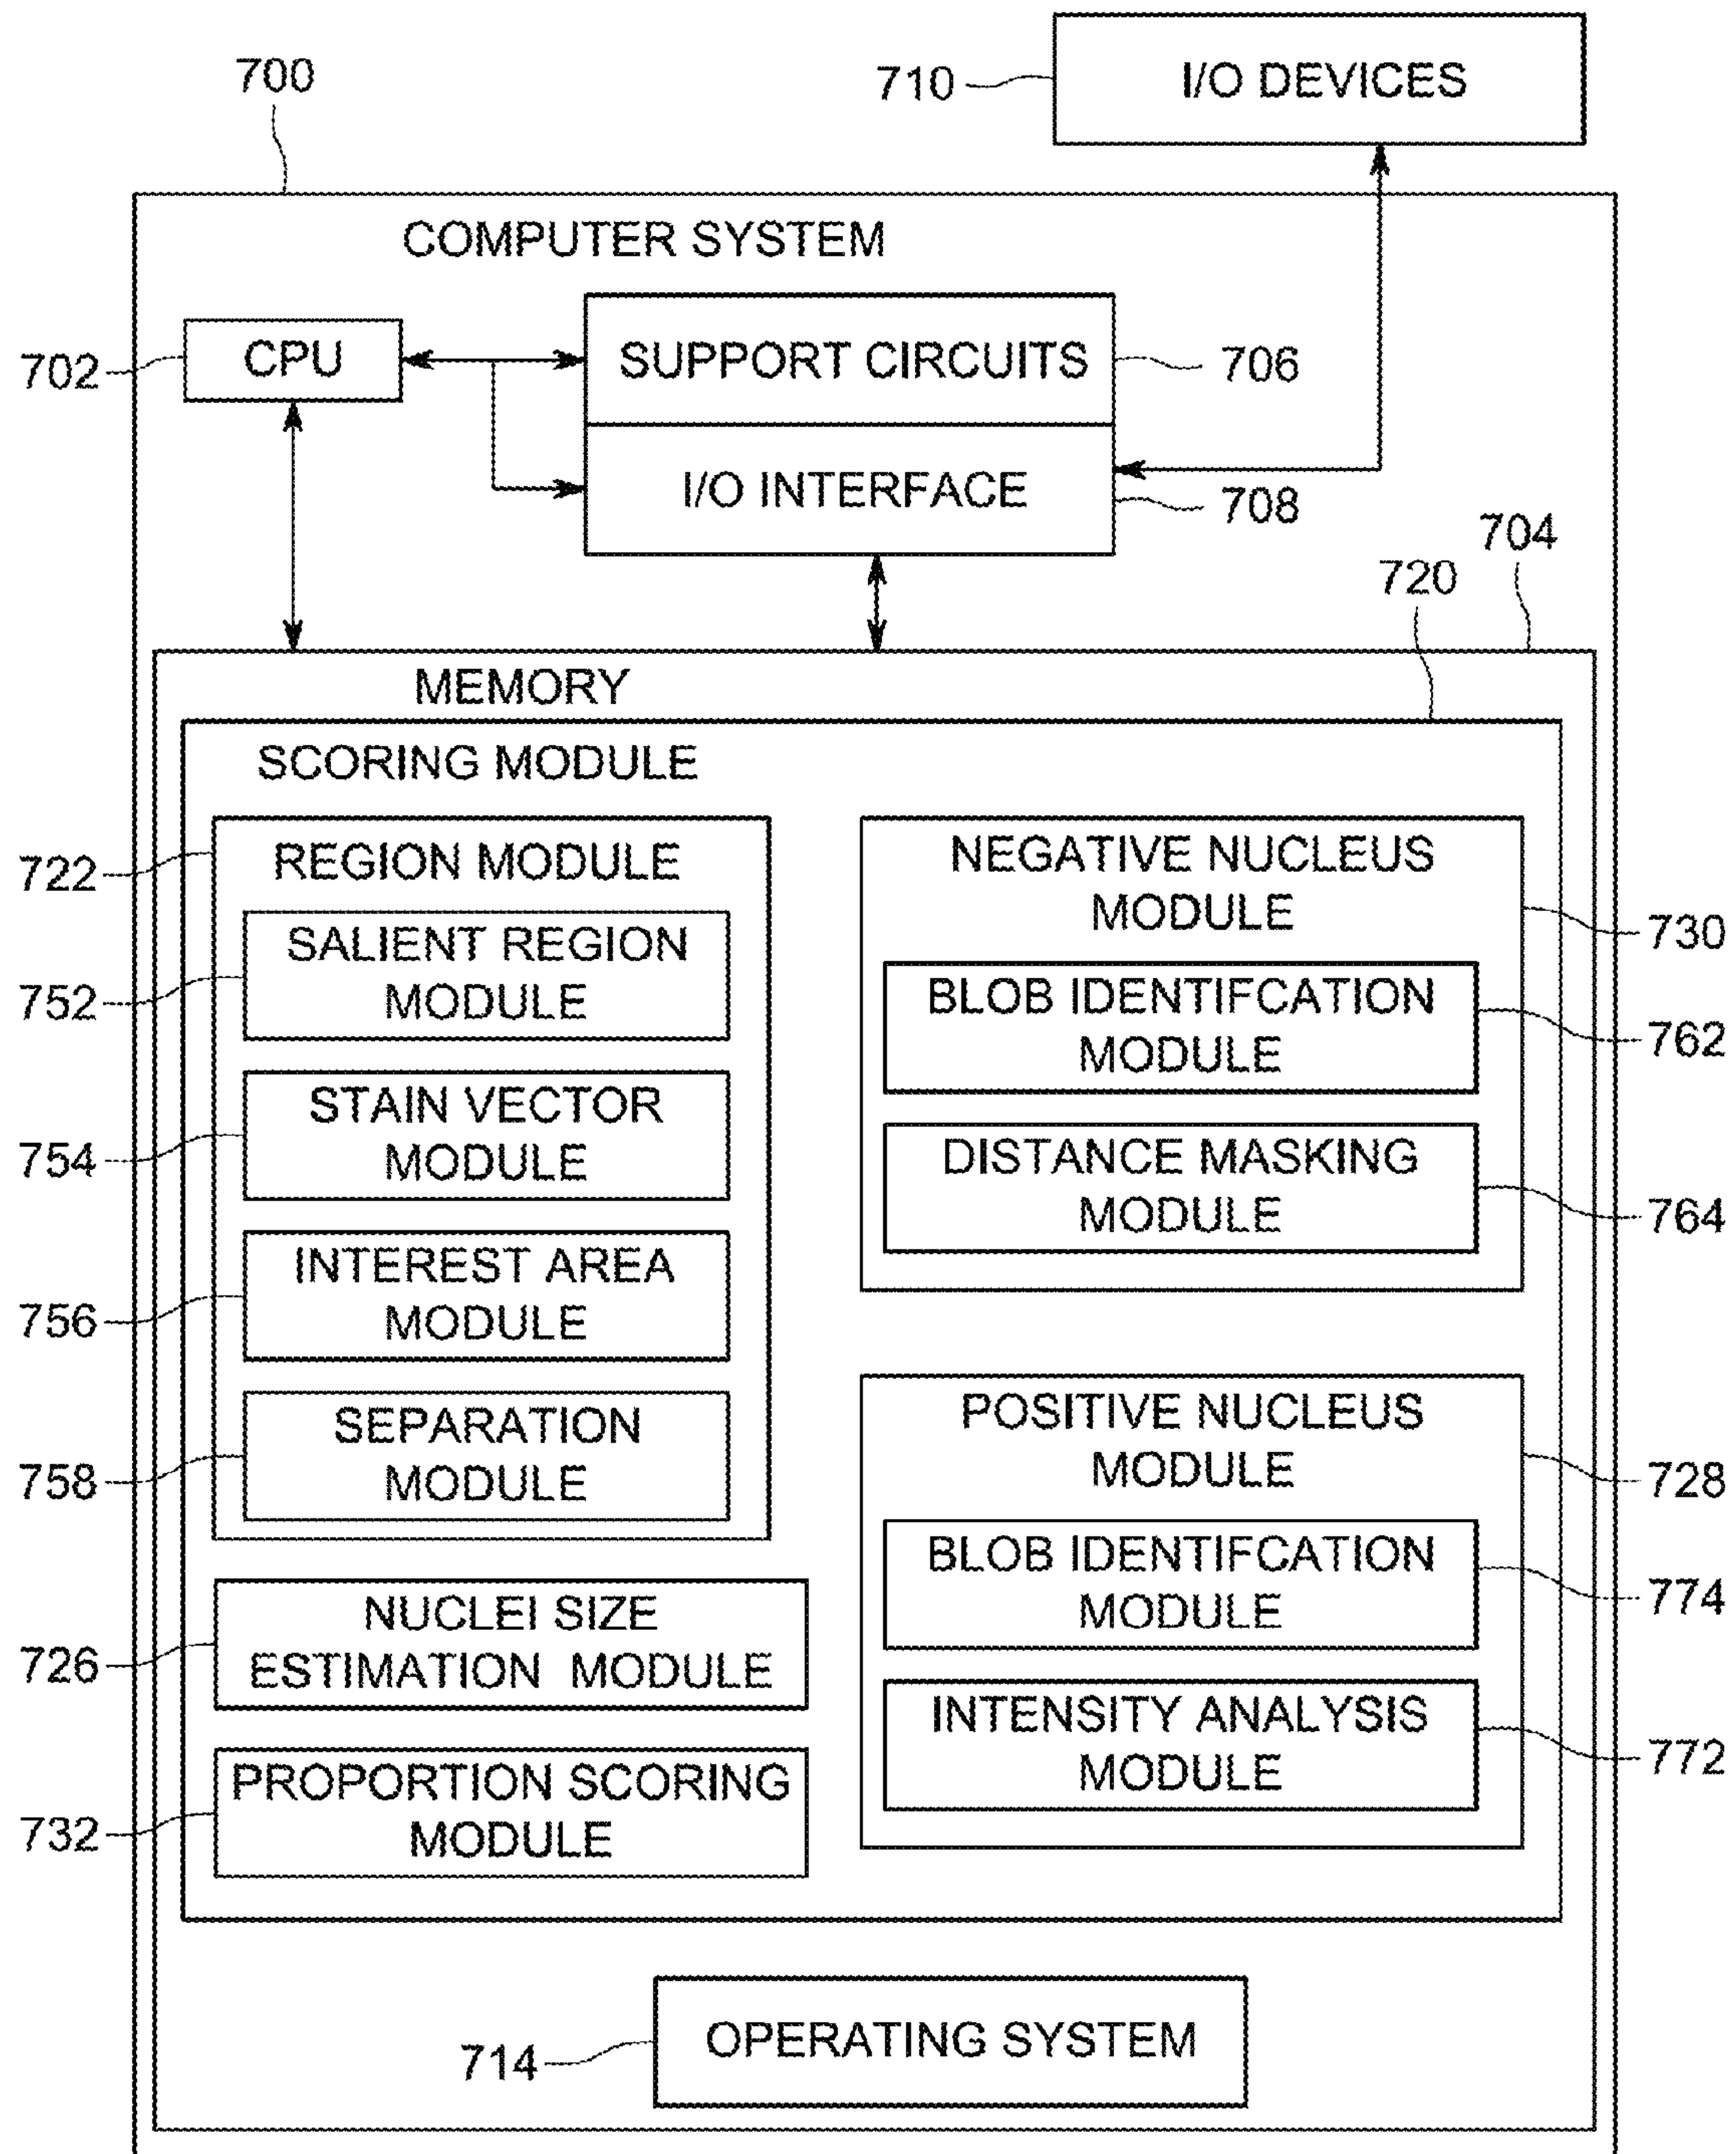 700
710
I/O DEVICES
COMPUTER SYSTEM
702
CPU
SUPPORT CIRCUITS
706
I/O INTERFACE
708
704
720
MEMORY
SCORING MODULE
722
REGION MODULE
752
SALIENT REGION
MODULE
754
STAIN VECTOR
MODULE
756
INTEREST AREA
MODULE
758
SEPARATION
MODULE
726
NUCLEI SIZE
ESTIMATION MODULE
732
PROPORTION SCORING
MODULE
NEGATIVE NUCLEUS
MODULE
730
BLOB IDENTIFCATION
MODULE
762
DISTANCE MASKING
MODULE
764
POSITIVE NUCLEUS
MODULE
728
BLOB IDENTIFCATION
MODULE
774
INTENSITY ANALYSIS
MODULE
772
714
OPERATING SYSTEM